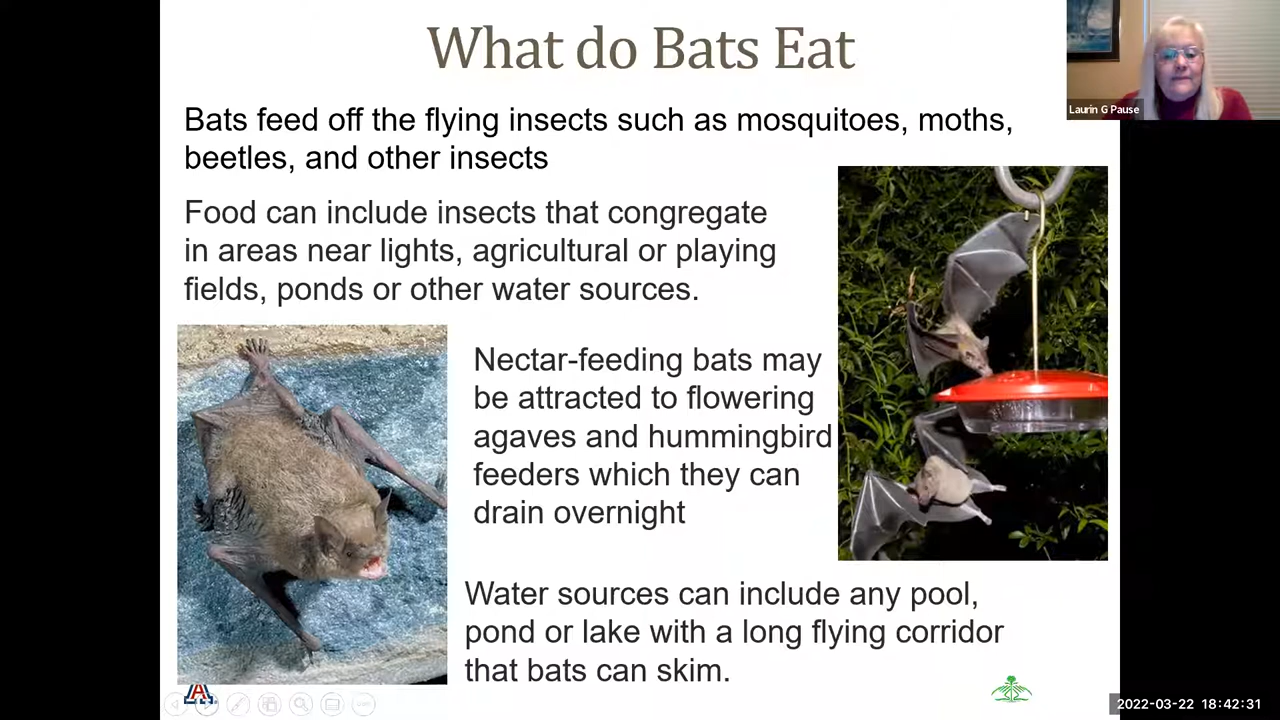 What do Bats Eat
Laurin G Pause
Bats feed off the flying insects such as mosquitoes, moths,
beetles, and other insects
Food can include insects that congregate
in areas near lights, agricultural or playing
fields, ponds or other water sources.
Nectar-feeding bats may
be attracted to flowering
agaves and hummingbird
feeders which they can
drain overnight
Water sources can include any pool,
pond or lake with a long flying corridor
that bats can skim.
A
2022-03-22 18:42:31